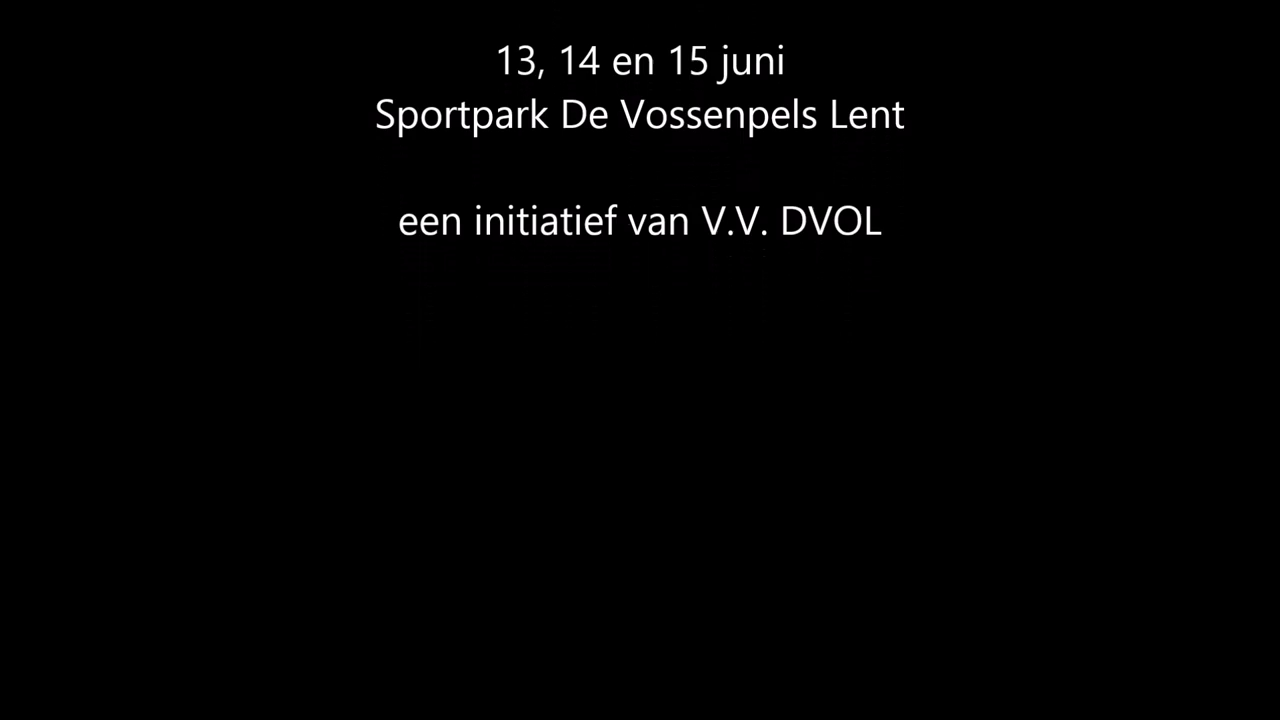 13, 14 en 15 juni
Sportpark De Vossenpels Lent
een initiatief van V.V. DVOL